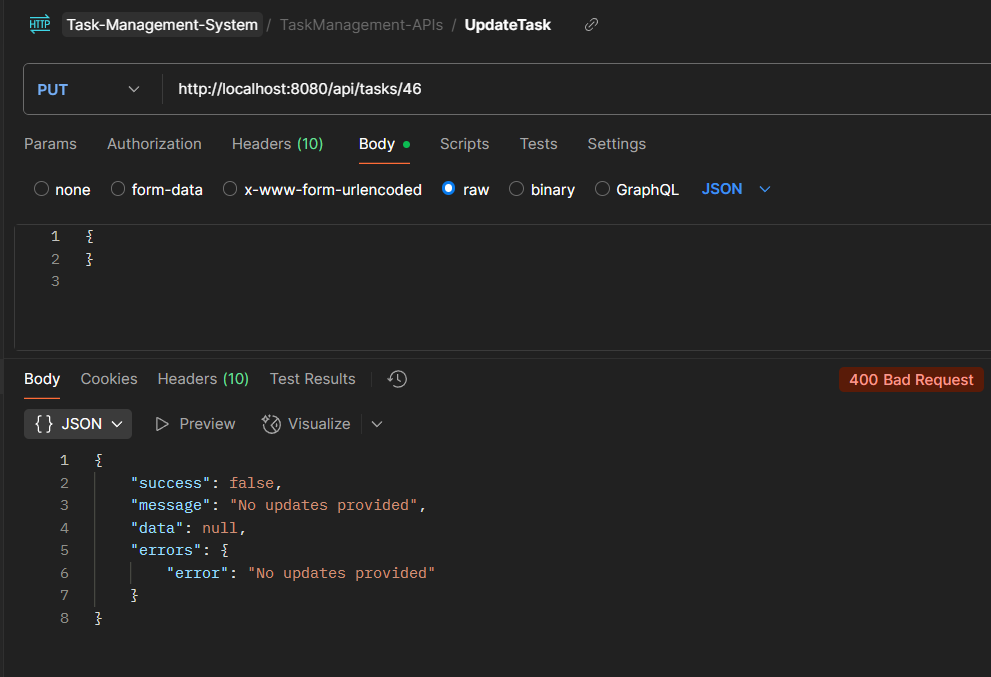 HTTP Task-Management-System / TaskManagement-APIs / UpdateTask
PUT http://localhost:8080/api/tasks/46
Params Authorization Headers (10) Body Scripts Tests Settings
none form-data x-www-form-urlencoded raw binary GraphQL JSON
1 {
2 }
3
Body Cookies Headers (10) Test Results 400 Bad Request
{} JSON Preview Visualize
1 {
2 "success": false,
3 "message": "No updates provided",
4 "data": null,
5 "errors": {
6 "error": "No updates provided"
7 }
8 }